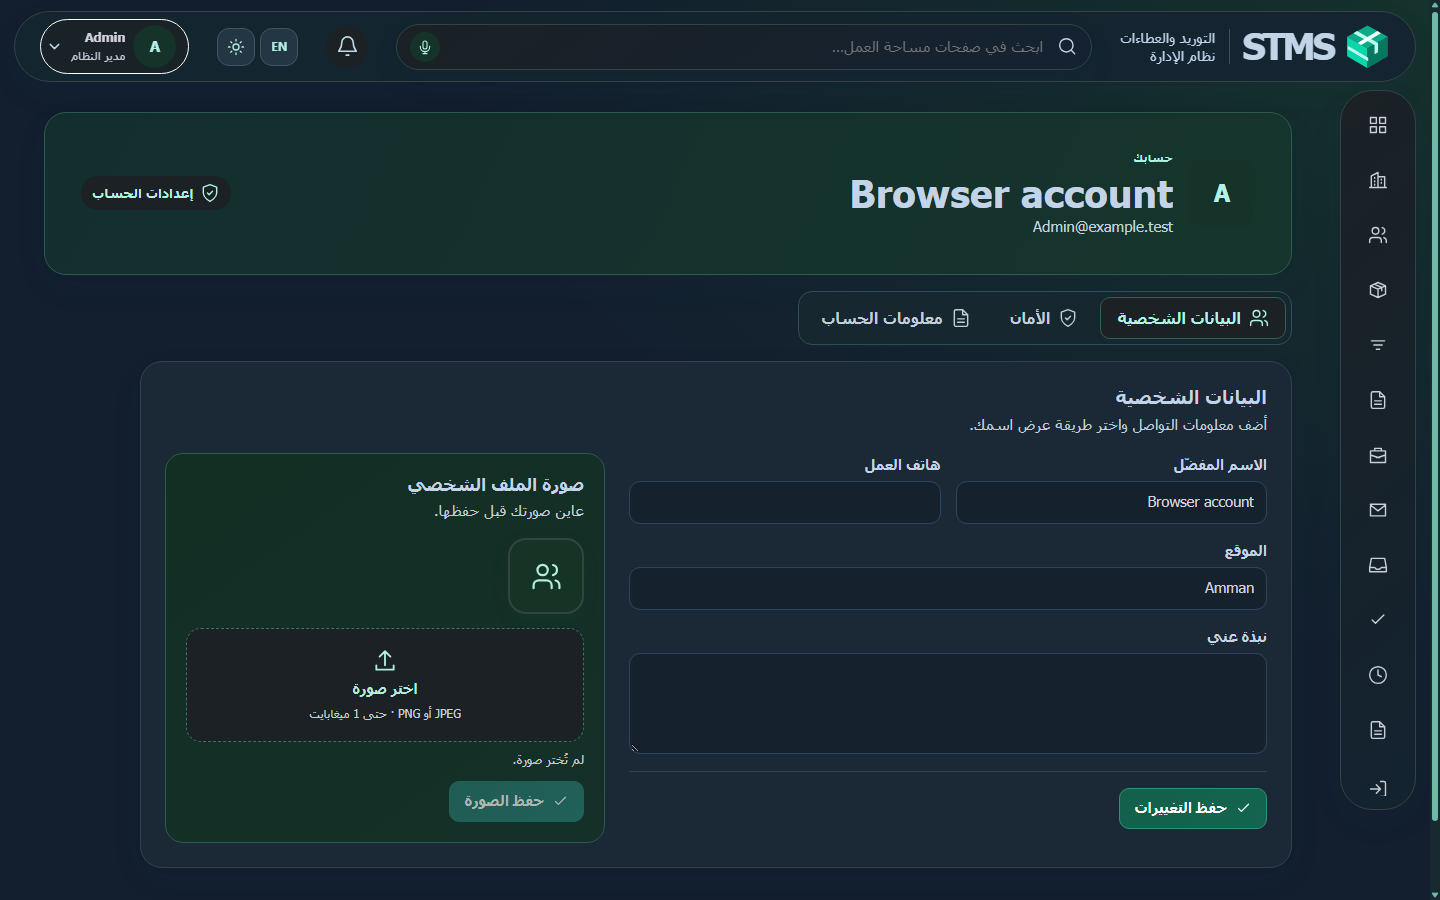 STMS
التوريد والعطاءات
نظام الإدارة
ابحث في صفحات مساحة العمل...
EN
A
Admin
مدير النظام
حسابك
Browser account
Admin@example.test
A
إعدادات الحساب
البيانات الشخصية
الأمان
معلومات الحساب
البيانات الشخصية
أضف معلومات التواصل واختر طريقة عرض اسمك.
الاسم المفضّل
هاتف العمل
Browser account
الموقع
Amman
نبذة عني
حفظ التغييرات
صورة الملف الشخصي
عاين صورتك قبل حفظها.
اختر صورة
JPEG أو PNG · حتى 1 ميغابايت
لم تُختر صورة.
حفظ الصورة